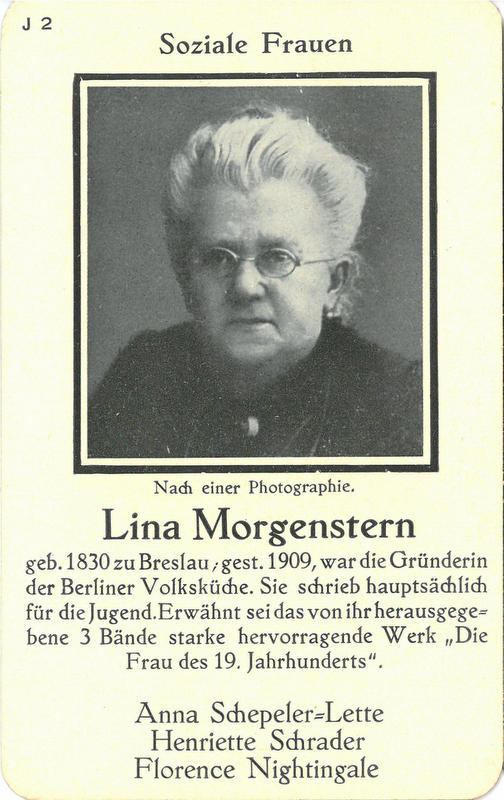 J 2
Soziale Frauen
Nach einer Photographie.
Lina Morgenstern
geb. 1830 zu Breslau, gest. 1909, war die Gründerin
der Berliner Volksküche. Sie schrieb hauptsächlich
für die Jugend. Erwähnt sei das von ihr herausgege=
bene 3 Bände starke hervorragende Werk „Die
Frau des 19. Jahrhunderts“.
Anna Schepeler=Lette
Henriette Schrader
Florence Nightingale